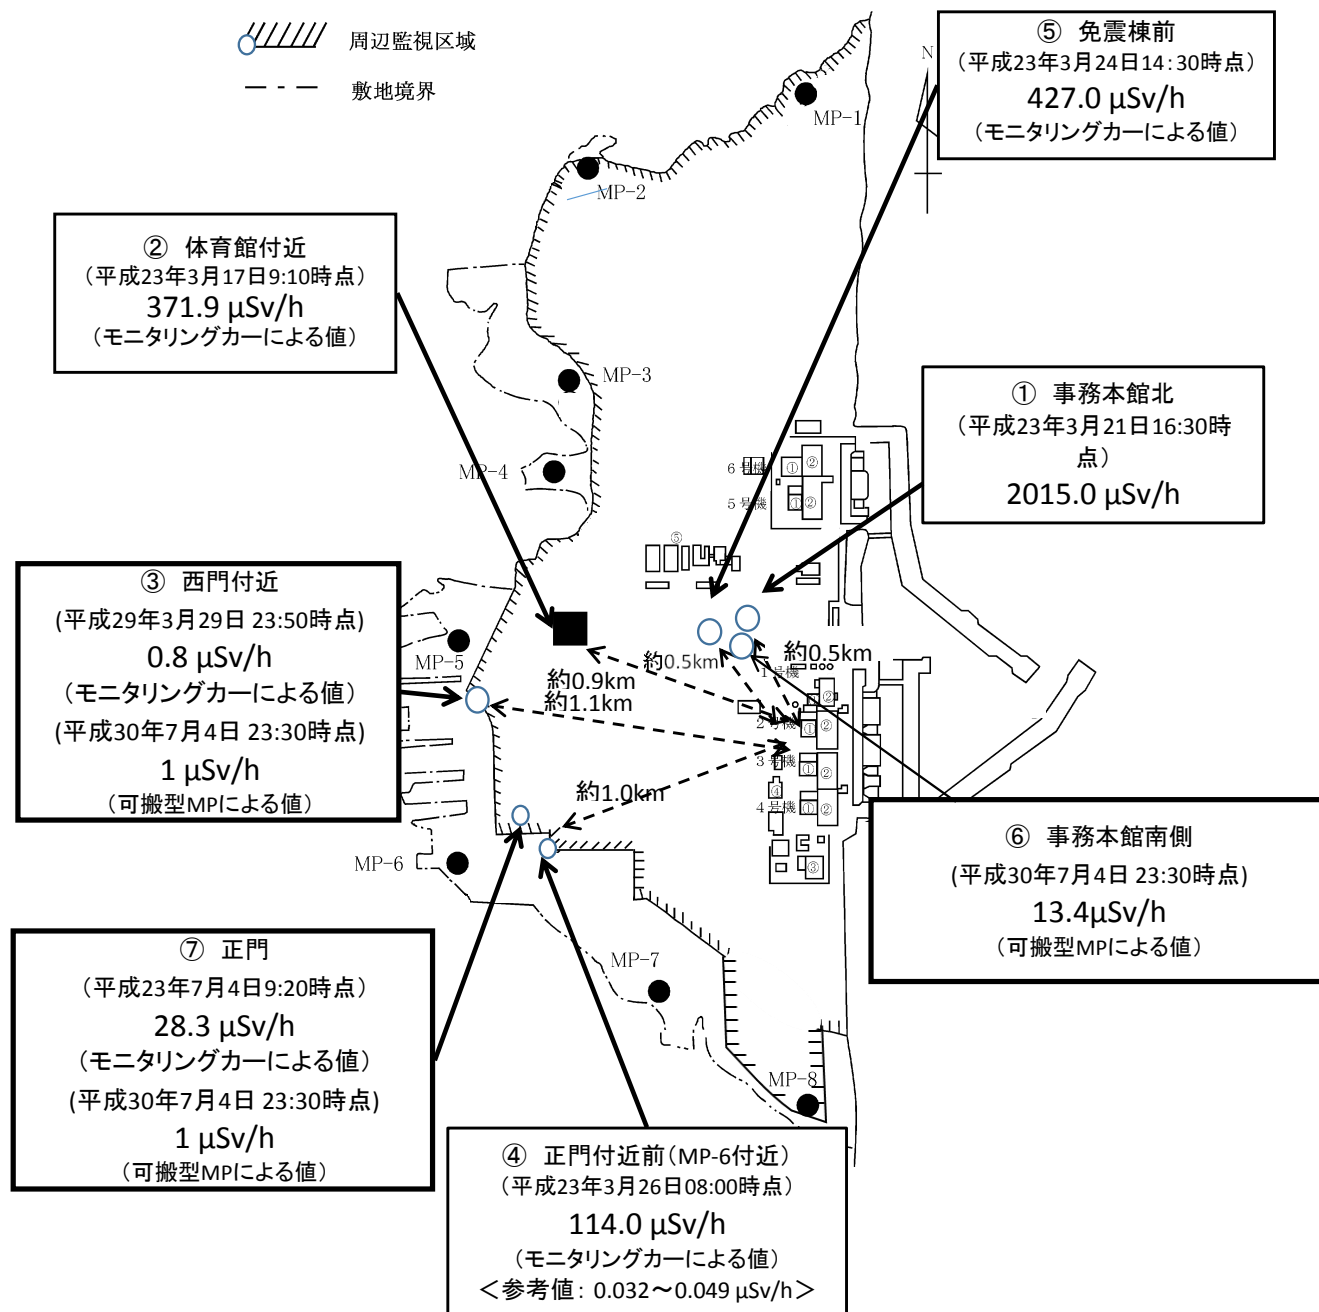 周辺監視区域
敷地境界
⑤ 免震棟前
(平成23年3月24日14:30時点)
427.0 μSv/h
(モニタリングカーによる値)
N
MP-1
MP-2
② 体育館付近
(平成23年3月17日9:10時点)
371.9 μSv/h
(モニタリングカーによる値)
MP-3
MP-4
① 事務本館北
(平成23年3月21日16:30時
点)
2015.0 μSv/h
6号機
①
②
5号機
①
②
⑤
③ 西門付近
(平成29年3月29日 23:50時点)
0.8 μSv/h
(モニタリングカーによる値)
(平成30年7月4日 23:30時点)
1 μSv/h
(可搬型MPによる値)
MP-5
約0.9km
約1.1km
約0.5km
約0.5km
1号機
②
2号機
①
②
3号機
①
②
約1.0km
④
4号機
①
②
③
MP-6
⑥ 事務本館南側
(平成30年7月4日 23:30時点)
13.4μSv/h
(可搬型MPによる値)
⑦ 正門
(平成23年7月4日9:20時点)
28.3 μSv/h
(モニタリングカーによる値)
(平成30年7月4日 23:30時点)
1 μSv/h
(可搬型MPによる値)
MP-7
MP-8
④ 正門付近前(MP-6付近)
(平成23年3月26日08:00時点)
114.0 μSv/h
(モニタリングカーによる値)
<参考値: 0.032～0.049 μSv/h>